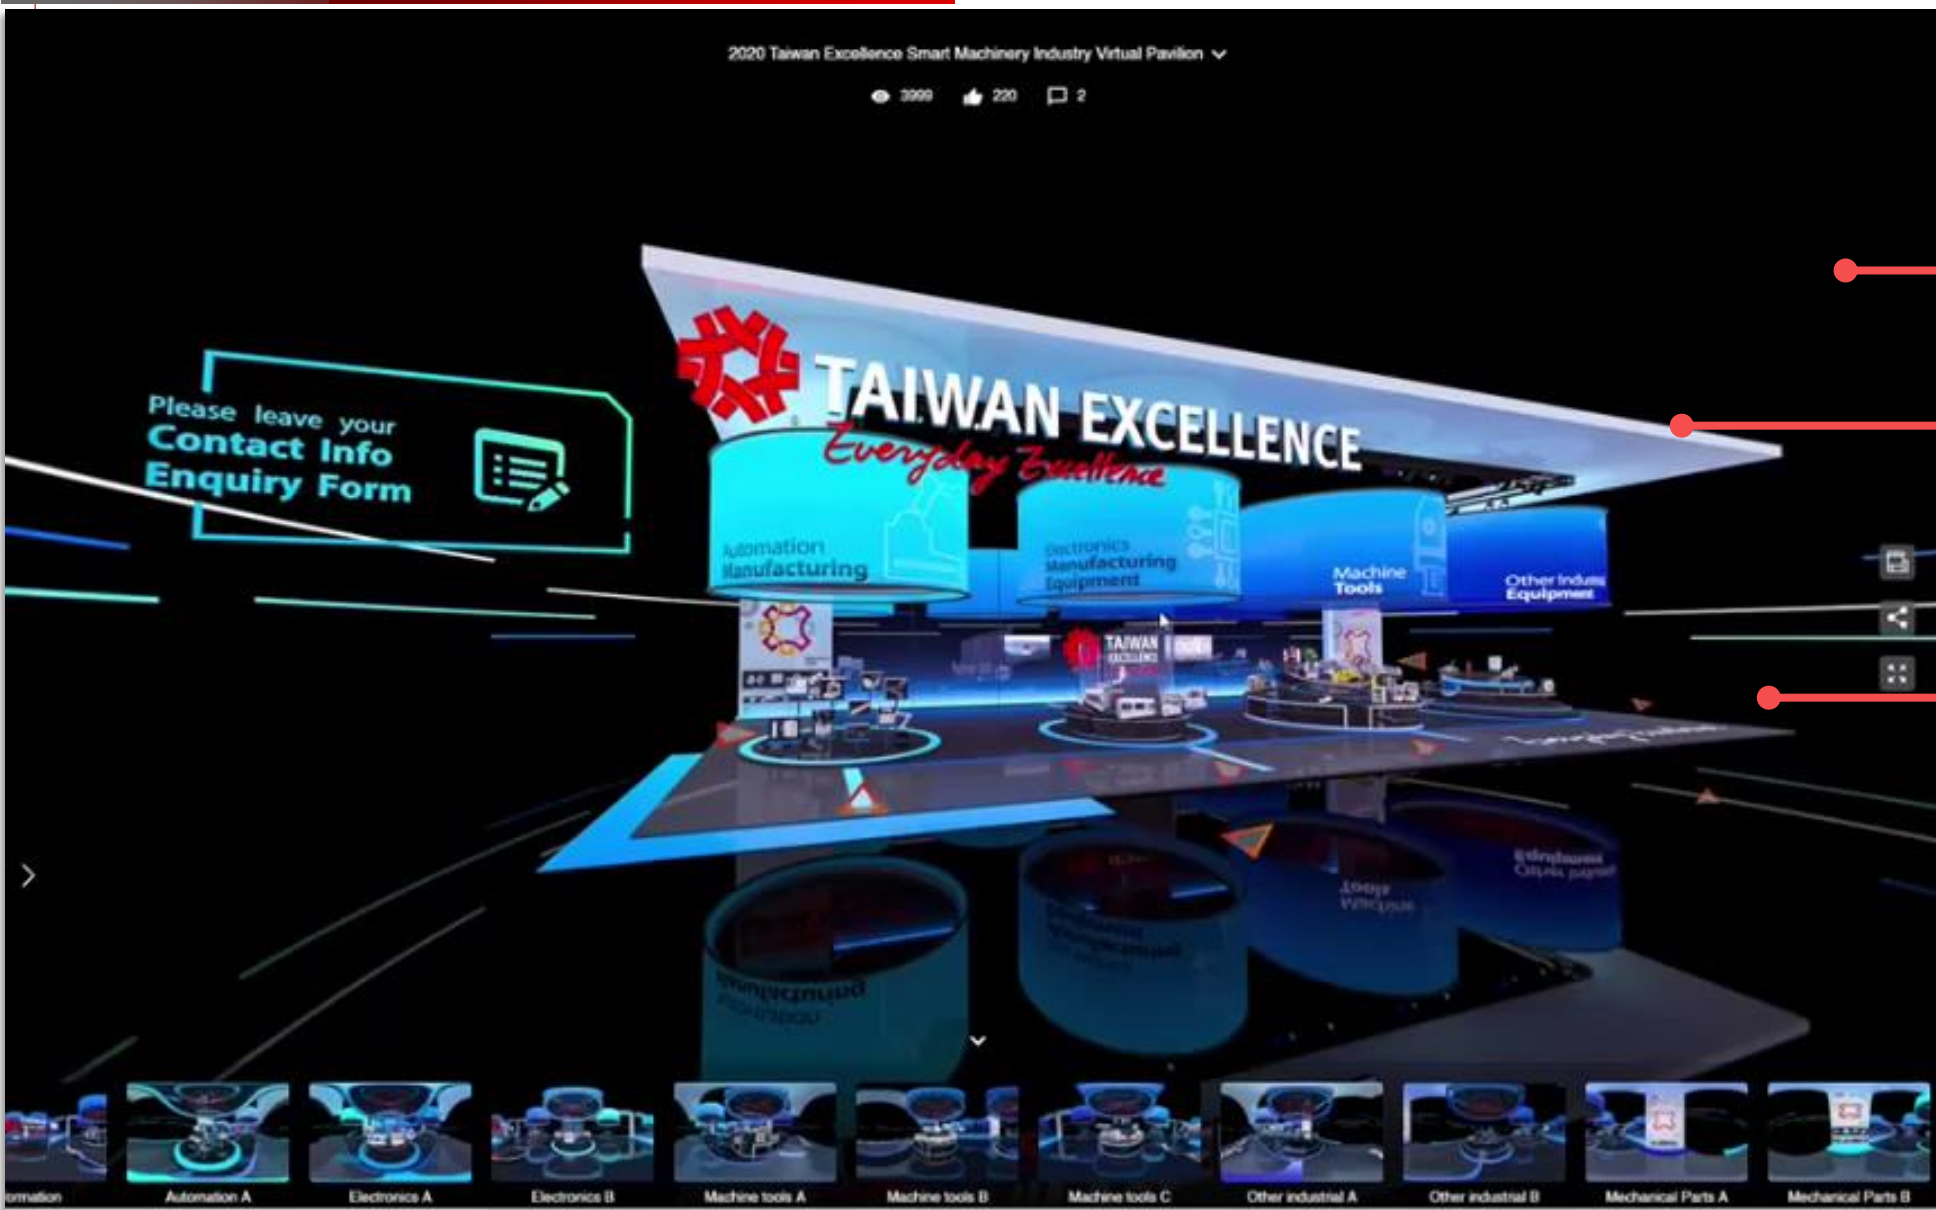 2020 Taiwan Excellence Smart Machinery Industry Virtual Pavilion
3999 220 2
TAIWAN EXCELLENCE
Everyday Excellence
Please leave your
Contact Info
Enquiry Form
Automation
Manufacturing
Electronics
Manufacturing
Equipment
Machine
Tools
Other Indus
Equipment
TAIWAN
EXCELLENCE
ormation
Automation A
Electronics A
Electronics B
Machine tools A
Machine tools B
Machine tools C
Other industrial A
Other industrial B
Mechanical Parts A
Mechanical Parts B